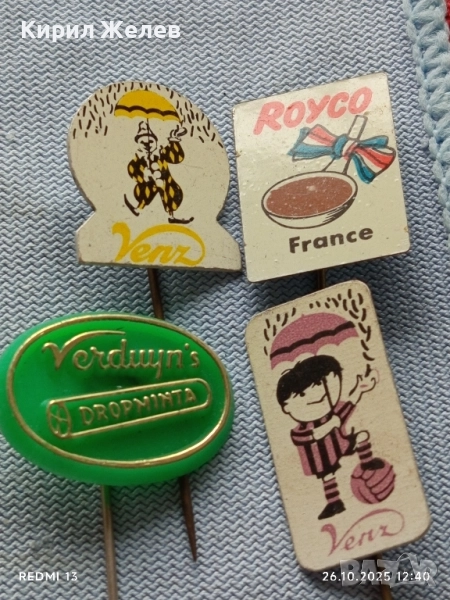 Кирил Желев
Venz
ROYCO
France
Verduyn's
DROPMINTA
Venz
REDMI 13
26.10.2025 12:40